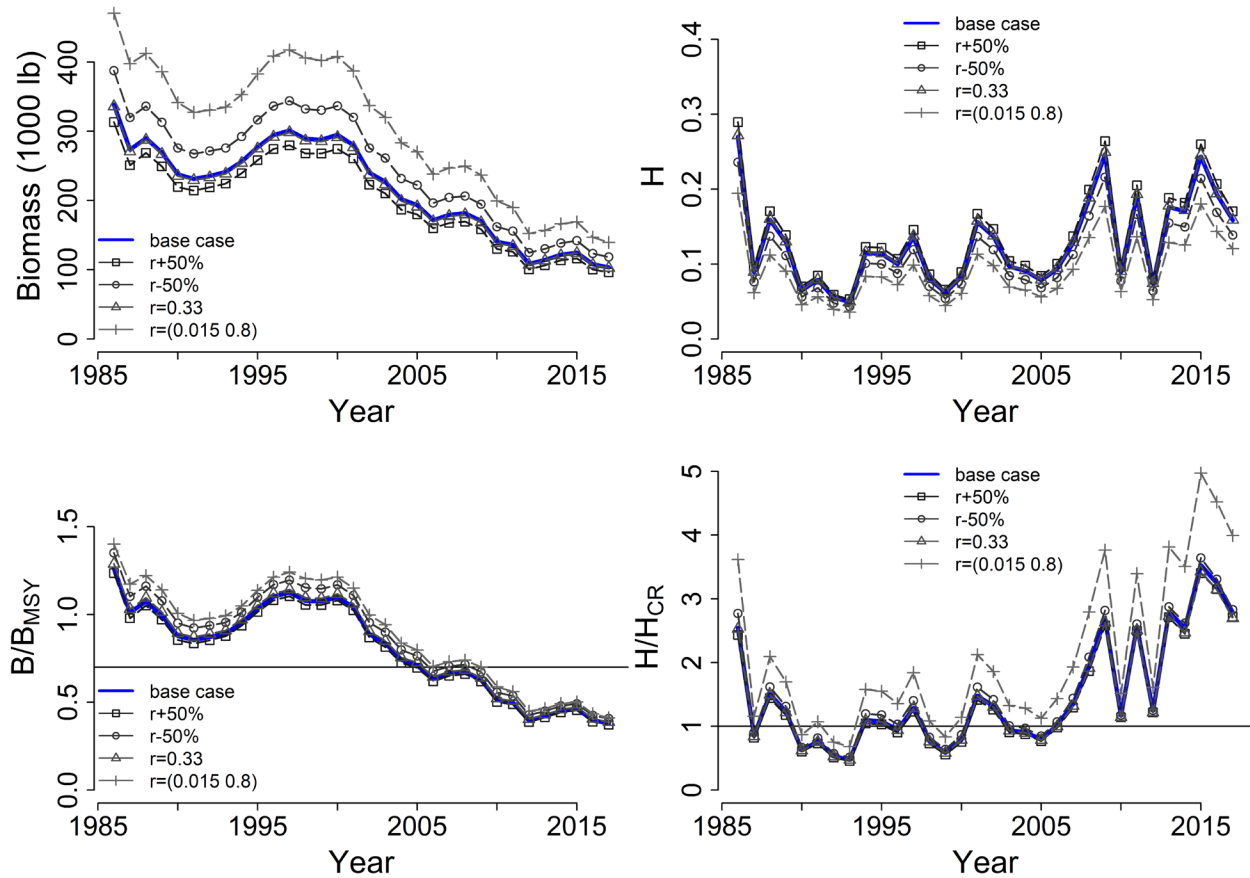 Biomass (1000 lb)
400
300
200
100
0
base case
r+50%
r-50%
r=0.33
r=(0.015 0.8)
1985
1995
2005
2015
Year
H
0.4
0.3
0.2
0.1
0.0
base case
r+50%
r-50%
r=0.33
r=(0.015 0.8)
1985
1995
2005
2015
Year
B/BMSY
1.5
1.0
0.5
0.0
base case
r+50%
r-50%
r=0.33
r=(0.015 0.8)
1985
1995
2005
2015
Year
H/HCR
5
4
3
2
1
0
base case
r+50%
r-50%
r=0.33
r=(0.015 0.8)
1985
1995
2005
2015
Year